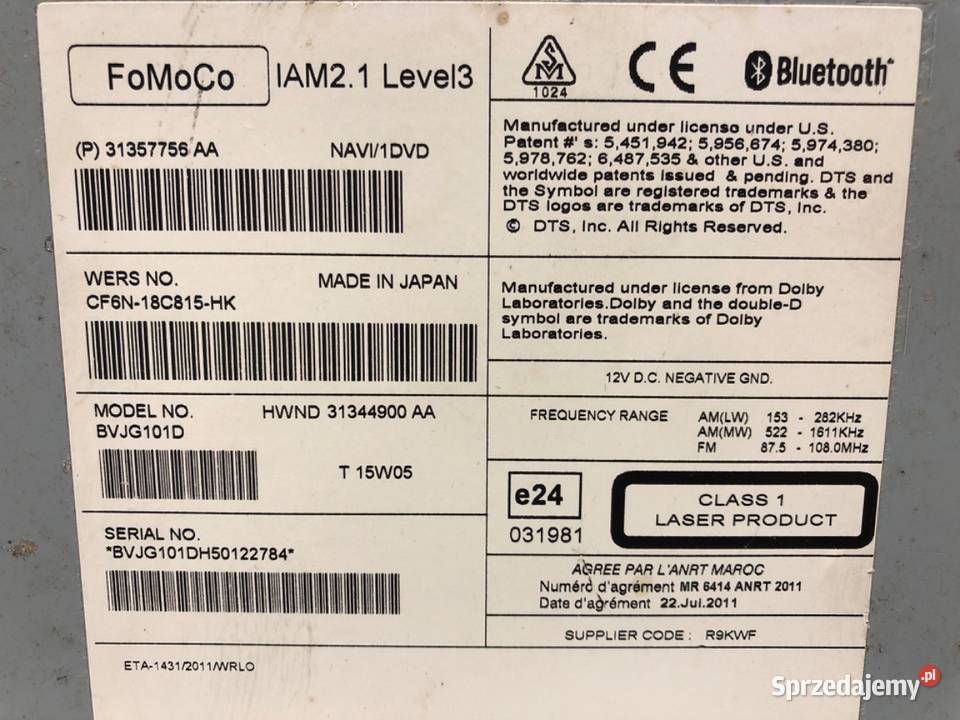 FoMoCo IAM2.1 Level3
(P) 31357756 AA NAVI/1DVD
WERS NO. MADE IN JAPAN
CF6N-18C815-HK
MODEL NO. HWND 31344900 AA
BVJG101D
T 15W05
SERIAL NO.
*BVJG101DH50122784*
ETA-1431/2011/WRLO
SM
1024
CE
Bluetooth
Manufactured under license under U.S.
Patent #' s: 5,451,942; 5,956,674; 5,974,380;
5,978,762; 6,487,535 & other U.S. and
worldwide patents issued & pending. DTS and
the Symbol are registered trademarks & the
DTS logos are trademarks of DTS, Inc.
© DTS, Inc. All Rights Reserved.
Manufactured under license from Dolby
Laboratories.Dolby and the double-D
symbol are trademarks of Dolby
Laboratories.
12V D.C. NEGATIVE GND.
FREQUENCY RANGE AM(LW) 153 - 282KHz
AM(MW) 522 - 1611KHz
FM 87.5 - 108.0MHz
e24
031981
CLASS 1
LASER PRODUCT
AGREE PAR L'ANRT MAROC
Numéro d'agrément MR 6414 ANRT 2011
Date d'agrément 22.Jul.2011
SUPPLIER CODE : R9KWF
Sprzedajemy.pl